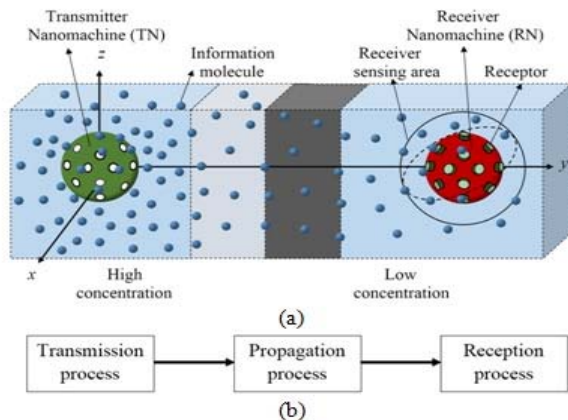 Transmitter
Nanomachine (TN)
z
Information
molecule
Receiver
sensing area
Receiver
Nanomachine (RN)
Receptor
y
x
High
concentration
Low
concentration
(a)
Transmission
process
Propagation
process
Reception
process
(b)